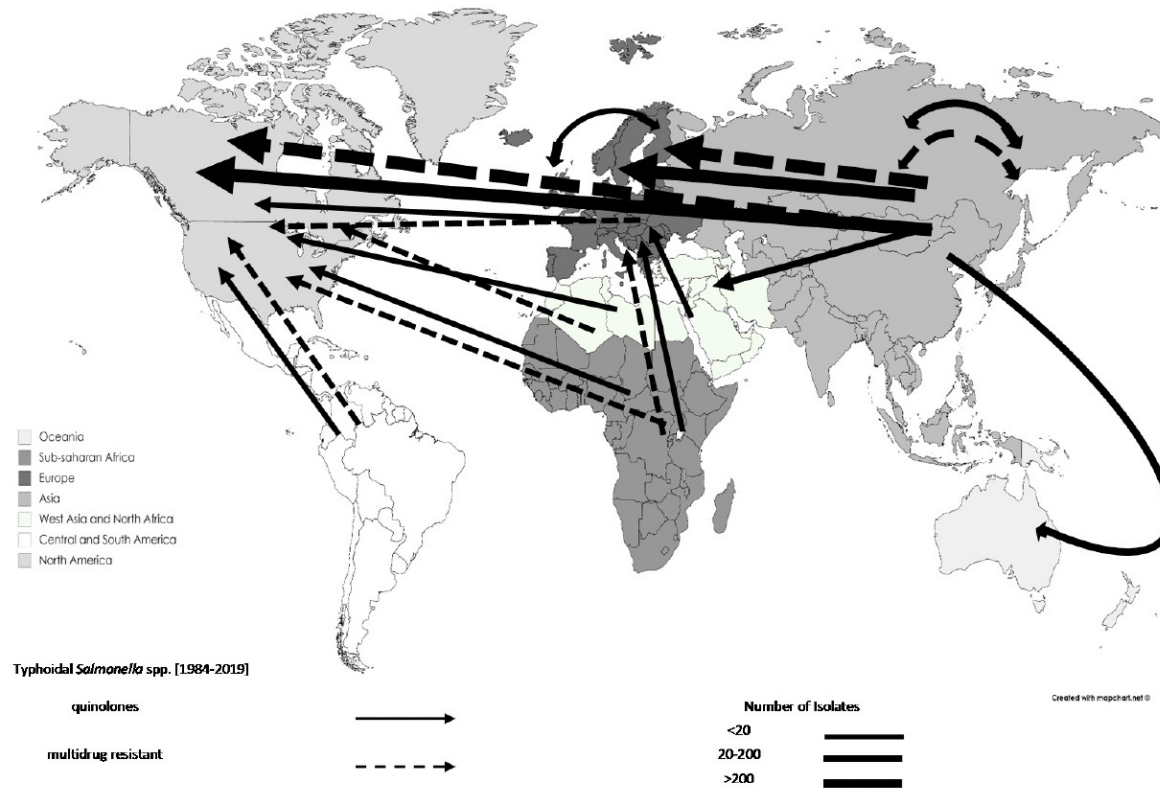 Oceania
Sub-saharan Africa
Europe
Asia
West Asia and North Africa
Central and South America
North America
Typhoidal Salmonella spp. [1984-2019]
Created with mapchart.net ©
quinolones
Number of Isolates
<20
multidrug resistant
20-200
>200